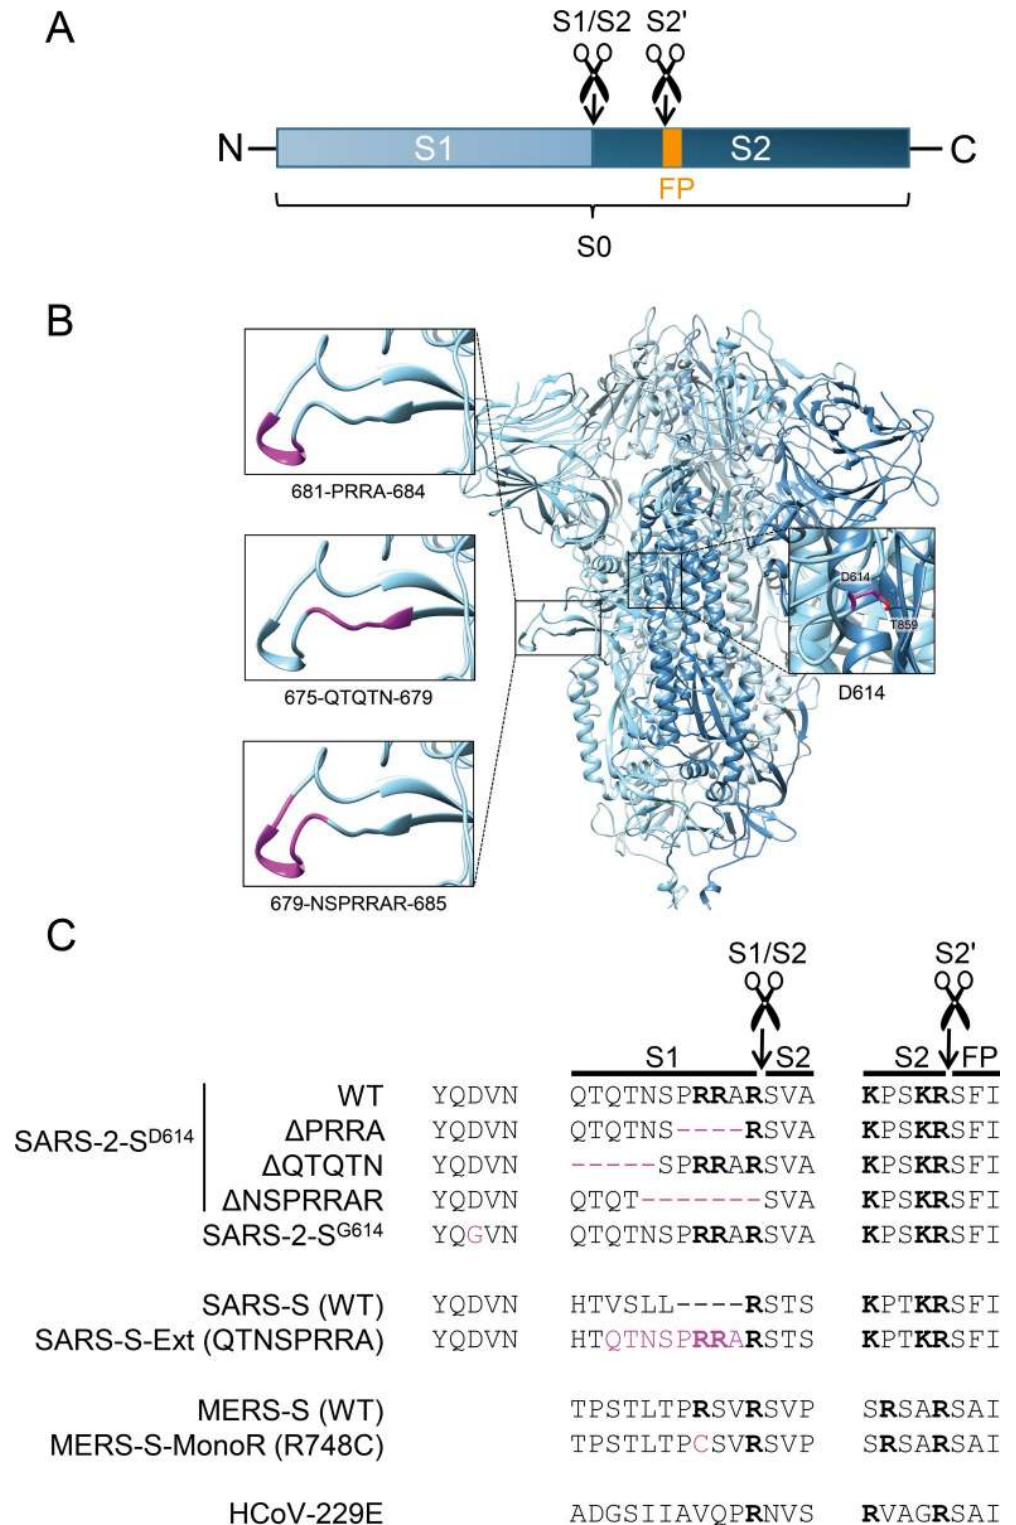 A
S1/S2 S2'
N S1 S2 C
FP
S0
B
681-PRRA-684
675-QTQTN-679
679-NSPRRAR-685
D614
T859
D614
C
S1/S2 S2'
S1 S2 S2 FP
SARS-2-S^D614
WT YQDVN QTQTNSPRRARSVA KPSKRSFI
ΔPRRA YQDVN QTQTNS----RSVA KPSKRSFI
ΔQTQTN YQDVN -----SPRRARSVA KPSKRSFI
ΔNSPRRAR YQDVN QTQT-------SVA KPSKRSFI
SARS-2-S^G614 YQGVN QTQTNSPRRARSVA KPSKRSFI
SARS-S (WT) YQDVN HTVSLL----RSTS KPTKRSFI
SARS-S-Ext (QTNSPRRA) YQDVN HTQTNSPRRARSTS KPTKRSFI
MERS-S (WT) TPSTLTPRSVRSVP SRSARSAI
MERS-S-MonoR (R748C) TPSTLTPCSVRSVP SRSARSAI
HCoV-229E ADGSIIAVQPRNVS RVAGRSAI